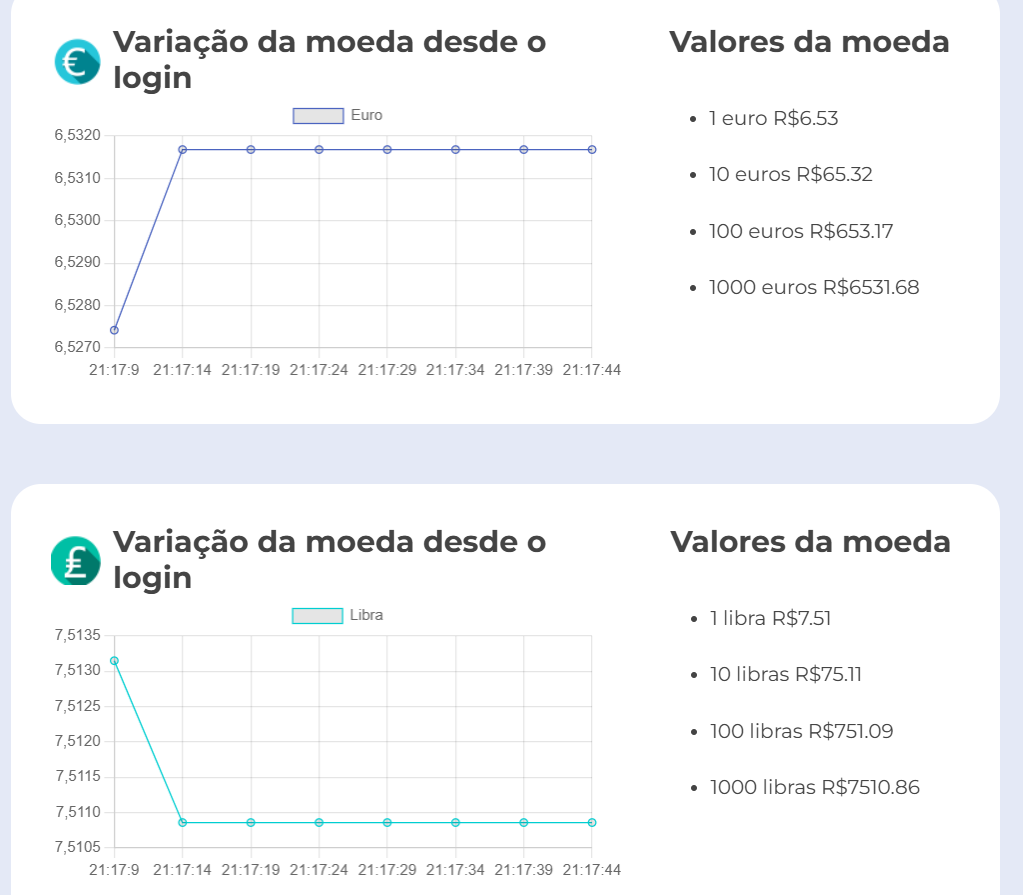 €
Variação da moeda desde o
login
Euro
6,5320
6,5310
6,5300
6,5290
6,5280
6,5270
21:17:9 21:17:14 21:17:19 21:17:24 21:17:29 21:17:34 21:17:39 21:17:44
Valores da moeda
• 1 euro R$6.53
• 10 euros R$65.32
• 100 euros R$653.17
• 1000 euros R$6531.68
£
Variação da moeda desde o
login
Libra
7,5135
7,5130
7,5125
7,5120
7,5115
7,5110
7,5105
21:17:9 21:17:14 21:17:19 21:17:24 21:17:29 21:17:34 21:17:39 21:17:44
Valores da moeda
• 1 libra R$7.51
• 10 libras R$75.11
• 100 libras R$751.09
• 1000 libras R$7510.86